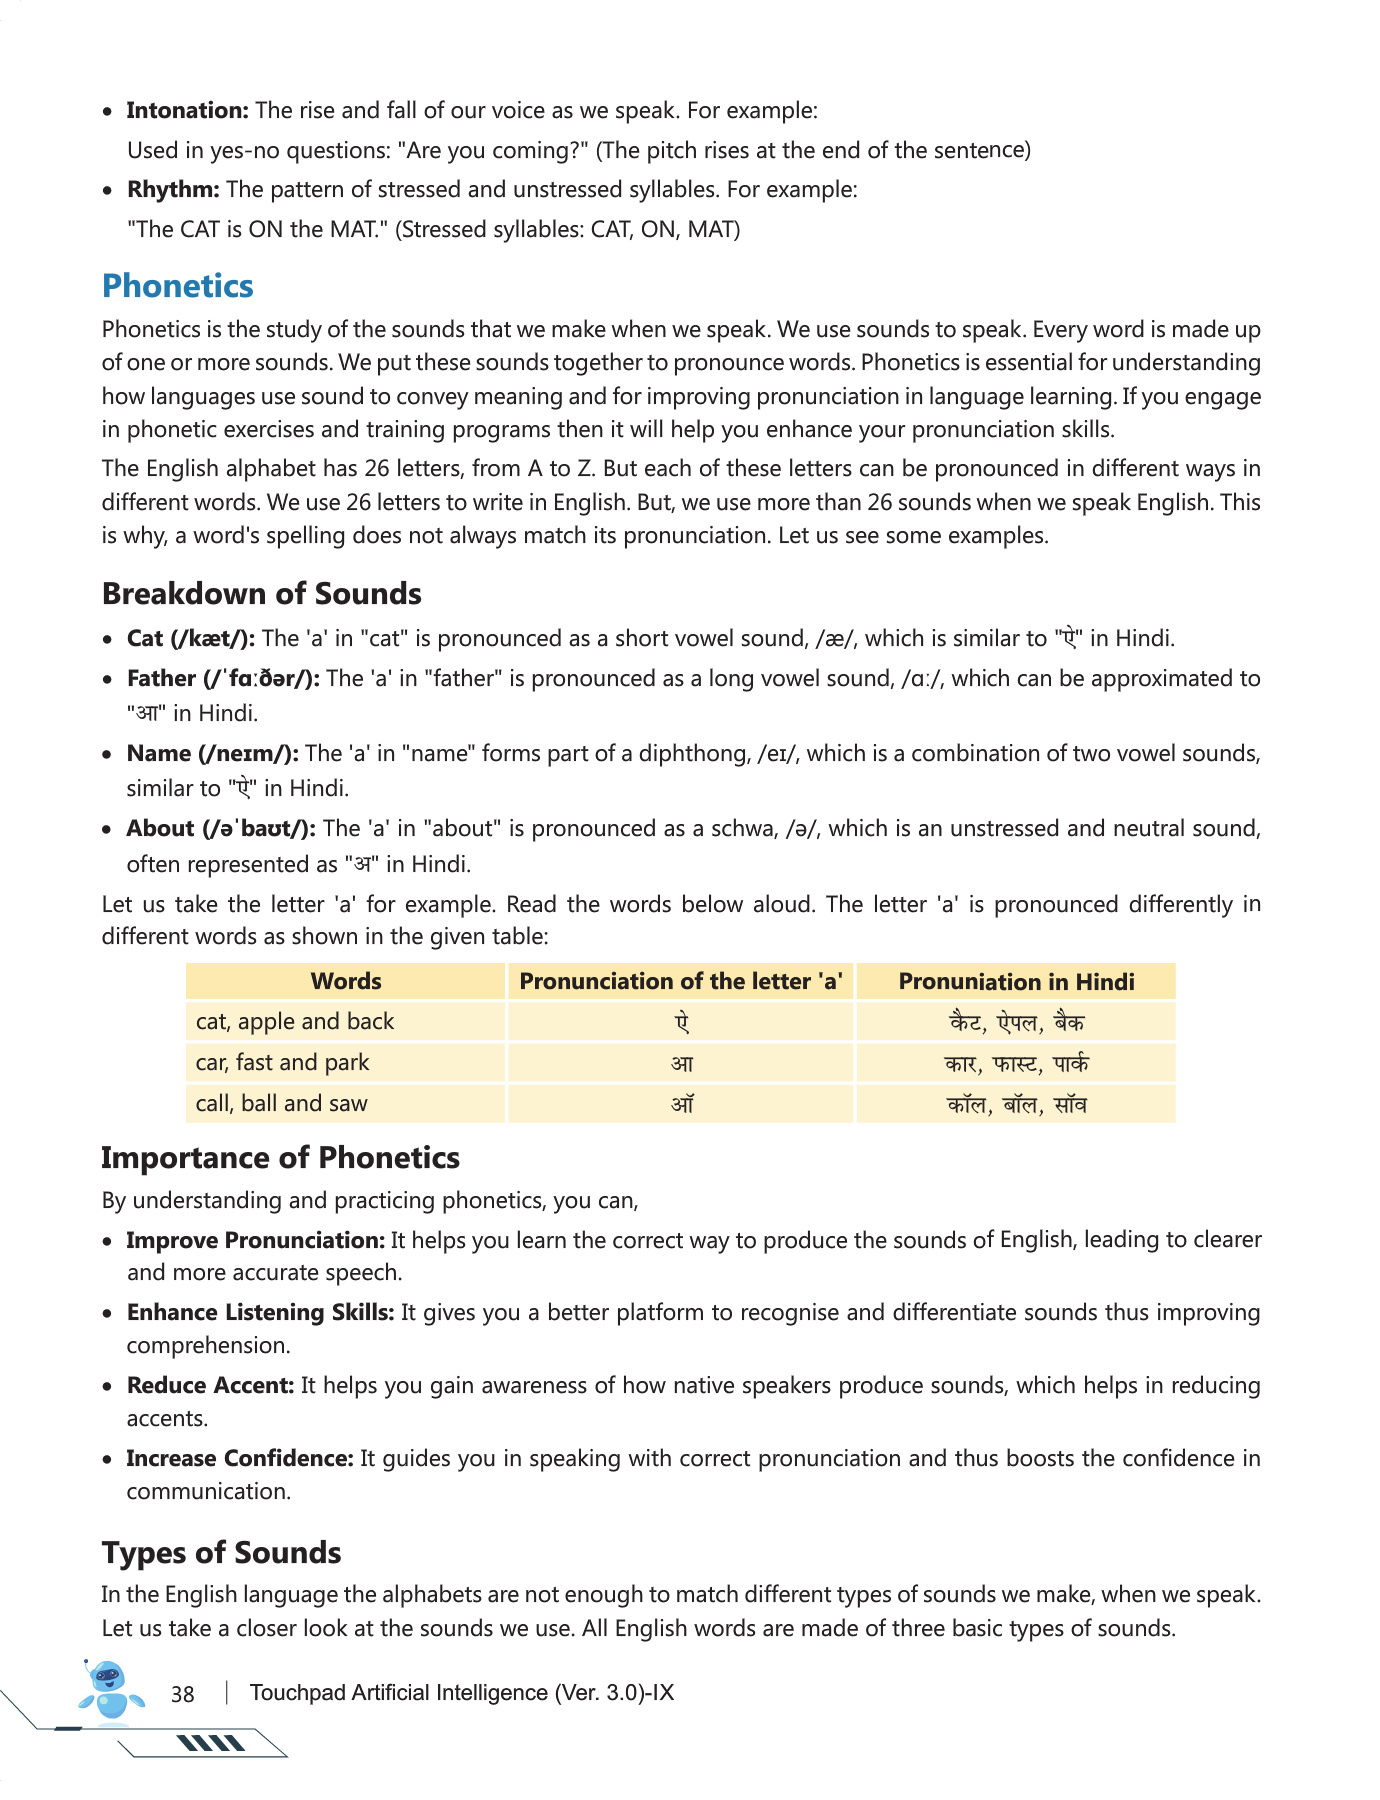 • Intonation: The rise and fall of our voice as we speak. For example:
Used in yes-no questions: "Are you coming?" (The pitch rises at the end of the sentence)
• Rhythm: The pattern of stressed and unstressed syllables. For example:
"The CAT is ON the MAT." (Stressed syllables: CAT, ON, MAT)
Phonetics
Phonetics is the study of the sounds that we make when we speak. We use sounds to speak. Every word is made up
of one or more sounds. We put these sounds together to pronounce words. Phonetics is essential for understanding
how languages use sound to convey meaning and for improving pronunciation in language learning. If you engage
in phonetic exercises and training programs then it will help you enhance your pronunciation skills.
The English alphabet has 26 letters, from A to Z. But each of these letters can be pronounced in different ways in
different words. We use 26 letters to write in English. But, we use more than 26 sounds when we speak English. This
is why, a word's spelling does not always match its pronunciation. Let us see some examples.
Breakdown of Sounds
• Cat (/kæt/): The 'a' in "cat" is pronounced as a short vowel sound, /æ/, which is similar to "ऐ" in Hindi.
• Father (/ˈfɑːðər/): The 'a' in "father" is pronounced as a long vowel sound, /ɑː/, which can be approximated to
"आ" in Hindi.
• Name (/neɪm/): The 'a' in "name" forms part of a diphthong, /eɪ/, which is a combination of two vowel sounds,
similar to "ऐ" in Hindi.
• About (/əˈbaʊt/): The 'a' in "about" is pronounced as a schwa, /ə/, which is an unstressed and neutral sound,
often represented as "अ" in Hindi.
Let us take the letter 'a' for example. Read the words below aloud. The letter 'a' is pronounced differently in
different words as shown in the given table:
Words Pronunciation of the letter 'a' Pronuniation in Hindi
cat, apple and back ऐ कैट, ऐपल, बैक
car, fast and park आ कार, फास्ट, पार्क
call, ball and saw ऑ कॉल, बॉल, सॉव
Importance of Phonetics
By understanding and practicing phonetics, you can,
• Improve Pronunciation: It helps you learn the correct way to produce the sounds of English, leading to clearer
and more accurate speech.
• Enhance Listening Skills: It gives you a better platform to recognise and differentiate sounds thus improving
comprehension.
• Reduce Accent: It helps you gain awareness of how native speakers produce sounds, which helps in reducing
accents.
• Increase Confidence: It guides you in speaking with correct pronunciation and thus boosts the confidence in
communication.
Types of Sounds
In the English language the alphabets are not enough to match different types of sounds we make, when we speak.
Let us take a closer look at the sounds we use. All English words are made of three basic types of sounds.
38 | Touchpad Artificial Intelligence (Ver. 3.0)-IX